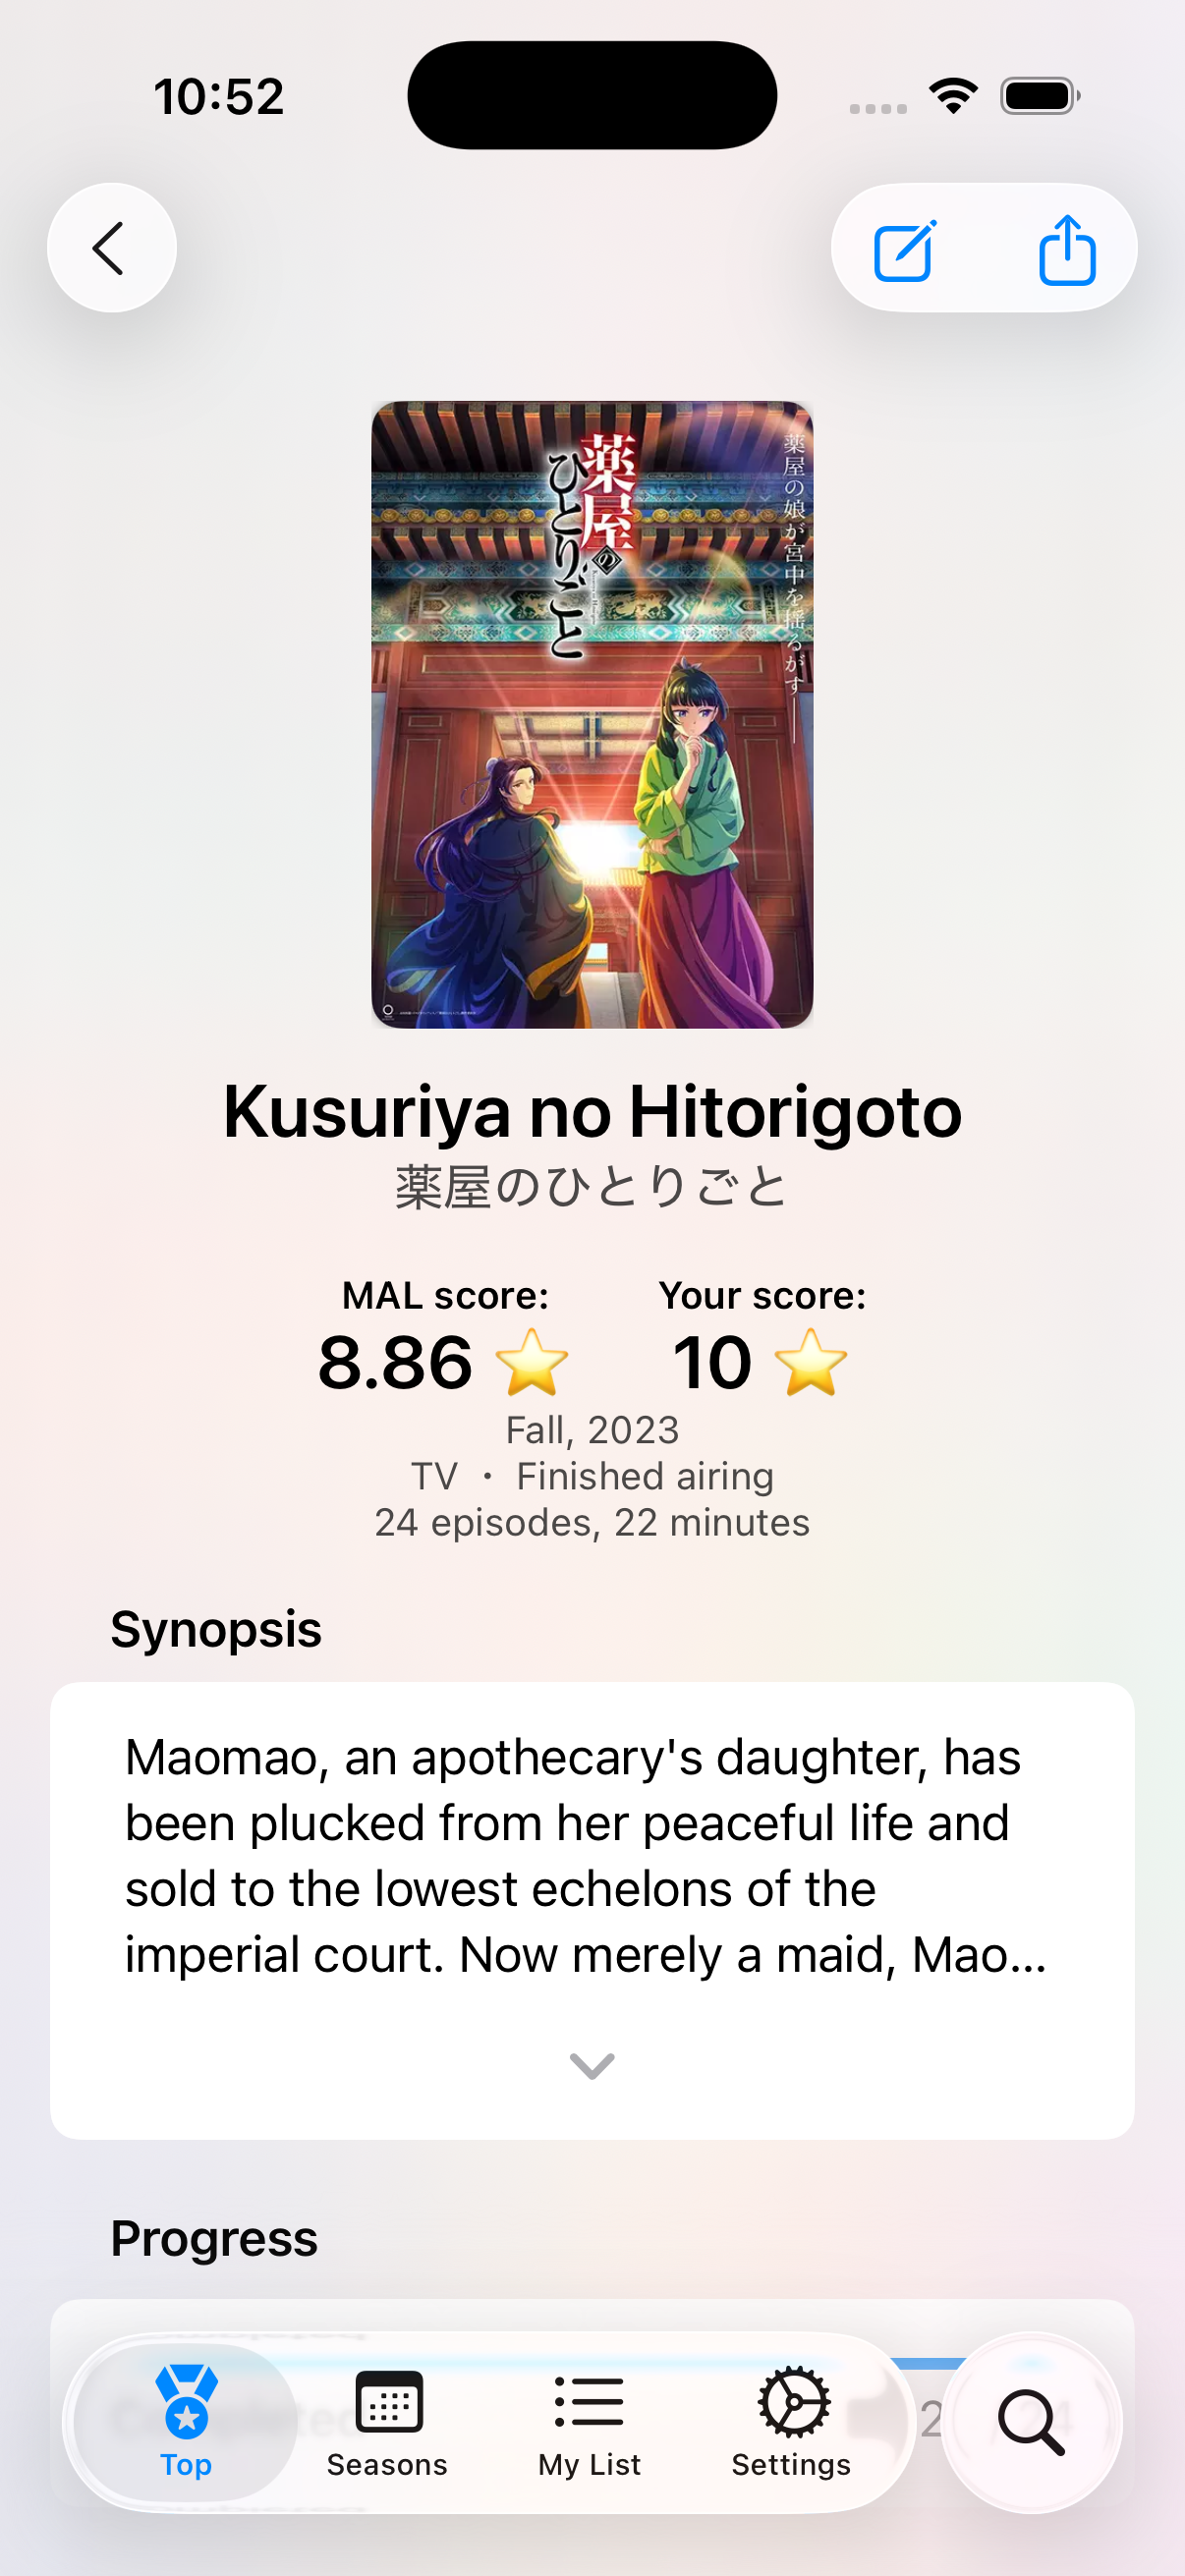 10:52
薬屋の
ひとりごと
薬屋の娘が宮中を揺るがす——
Kusuriya no Hitorigoto
薬屋のひとりごと
MAL score:
Your score:
8.86
10
Fall, 2023
TV · Finished airing
24 episodes, 22 minutes
Synopsis
Maomao, an apothecary's daughter, has
been plucked from her peaceful life and
sold to the lowest echelons of the
imperial court. Now merely a maid, Mao...
Progress
Top
Seasons
My List
Settings